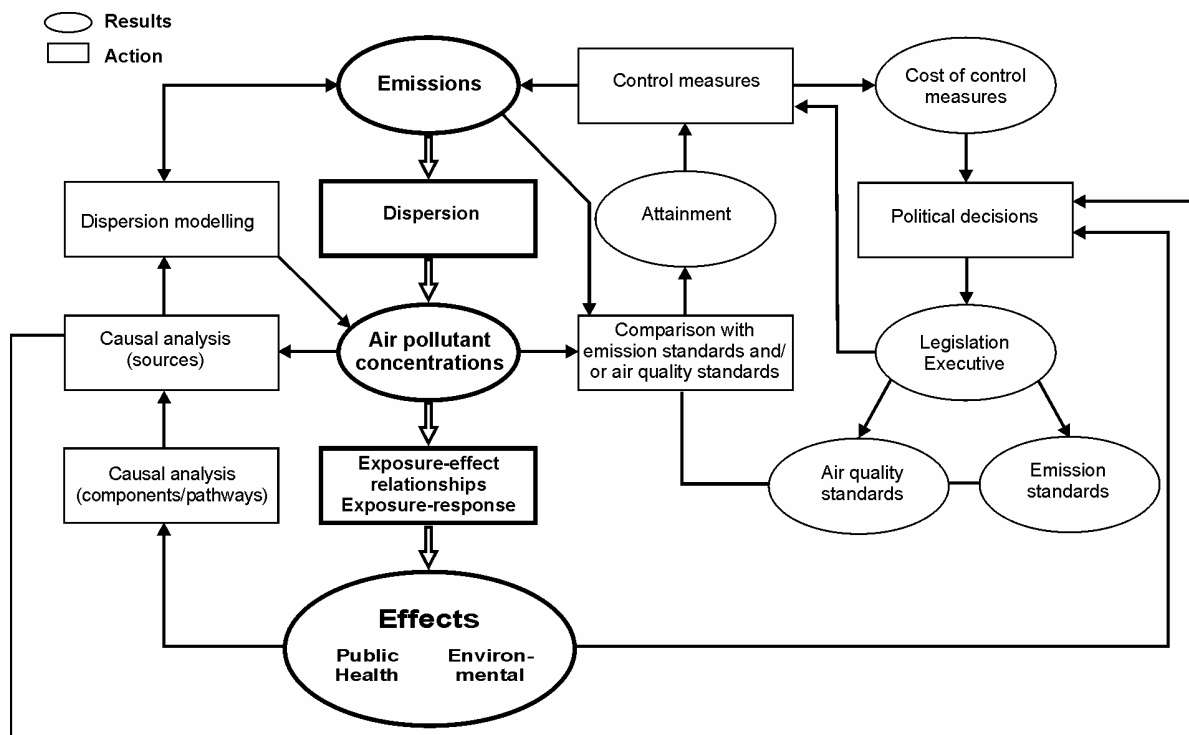 Results
Action
Emissions
Control measures
Cost of control
measures
Dispersion modelling
Dispersion
Attainment
Political decisions
Causal analysis
(sources)
Air pollutant
concentrations
Comparison with
emission standards and/
or air quality standards
Legislation
Executive
Causal analysis
(components/pathways)
Exposure-effect
relationships
Exposure-response
Air quality
standards
Emission
standards
Effects
Public
Health
Environ-
mental